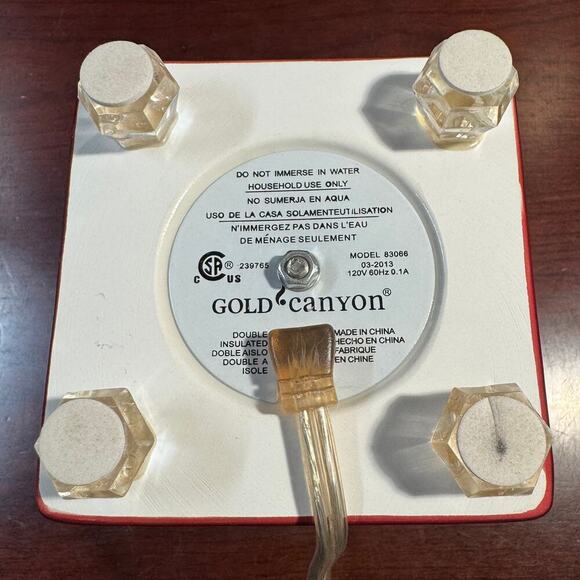 DO NOT IMMERSE IN WATER
HOUSEHOLD USE ONLY
NO SUMERJA EN AQUA
USO DE LA CASA SOLAMENTEUTILISATION
N'IMMERGEZ PAS DANS L'EAU
DE MÉNAGE SEULEMENT
CSA ® 239765
C US
MODEL 83066
03-2013
120V 60Hz 0.1A
GOLD canyon®
DOUBLE
INSULATED
DOBLE AISLO
DOUBLE A
ISOLE
MADE IN CHINA
HECHO EN CHINA
FABRIQUE
EN CHINE